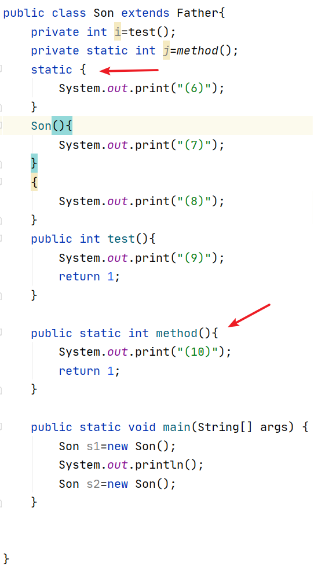 public class Son extends Father{
private int i=test();
private static int j=method();
static {
System.out.print("(6)");
}
Son(){
System.out.print("(7)");
}
{
System.out.print("(8)");
}
public int test(){
System.out.print("(9)");
return 1;
}
public static int method(){
System.out.print("(10)");
return 1;
}
public static void main(String[] args) {
Son s1=new Son();
System.out.println();
Son s2=new Son();
}
}